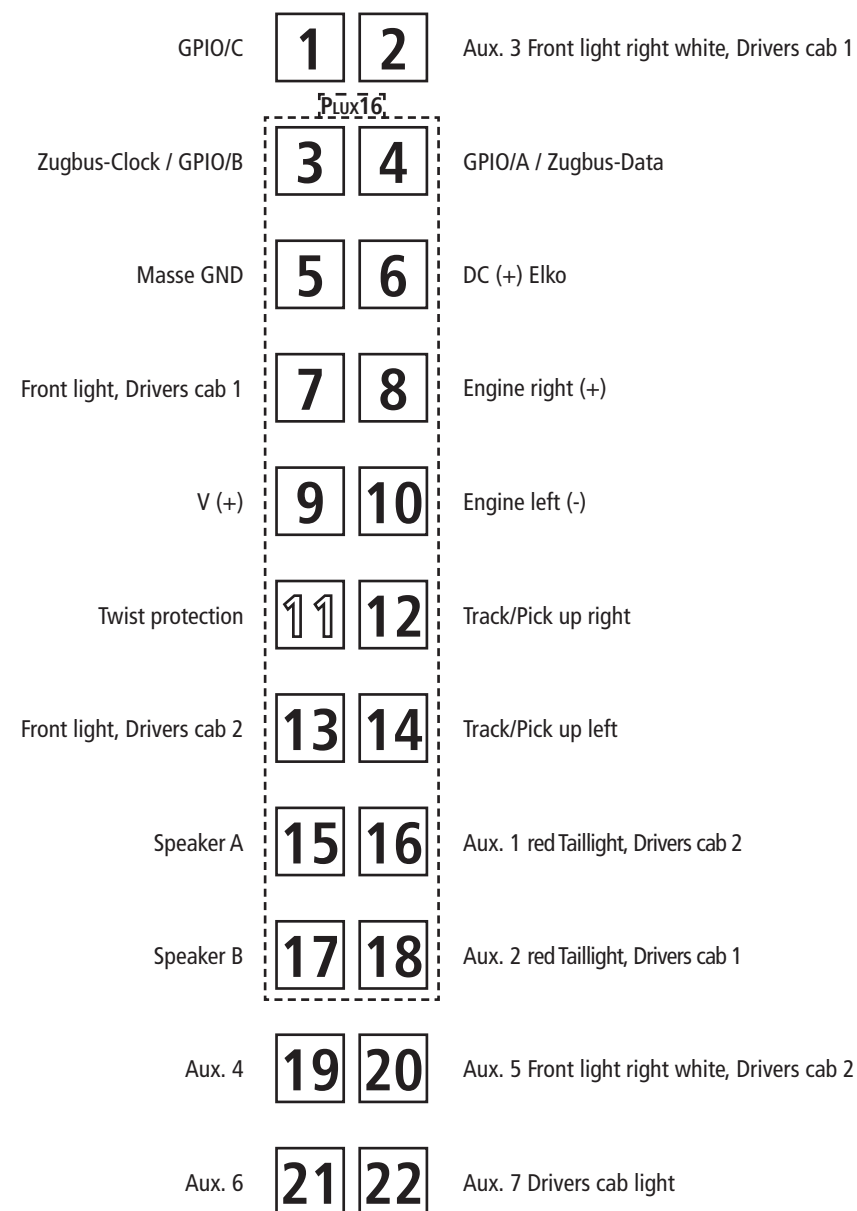 GPIO/C 1 2 Aux. 3 Front light right white, Drivers cab 1
PLUX16
Zugbus-Clock / GPIO/B 3 4 GPIO/A / Zugbus-Data
Masse GND 5 6 DC (+) Elko
Front light, Drivers cab 1 7 8 Engine right (+)
V (+) 9 10 Engine left (-)
Twist protection 11 12 Track/Pick up right
Front light, Drivers cab 2 13 14 Track/Pick up left
Speaker A 15 16 Aux. 1 red Taillight, Drivers cab 2
Speaker B 17 18 Aux. 2 red Taillight, Drivers cab 1
Aux. 4 19 20 Aux. 5 Front light right white, Drivers cab 2
Aux. 6 21 22 Aux. 7 Drivers cab light